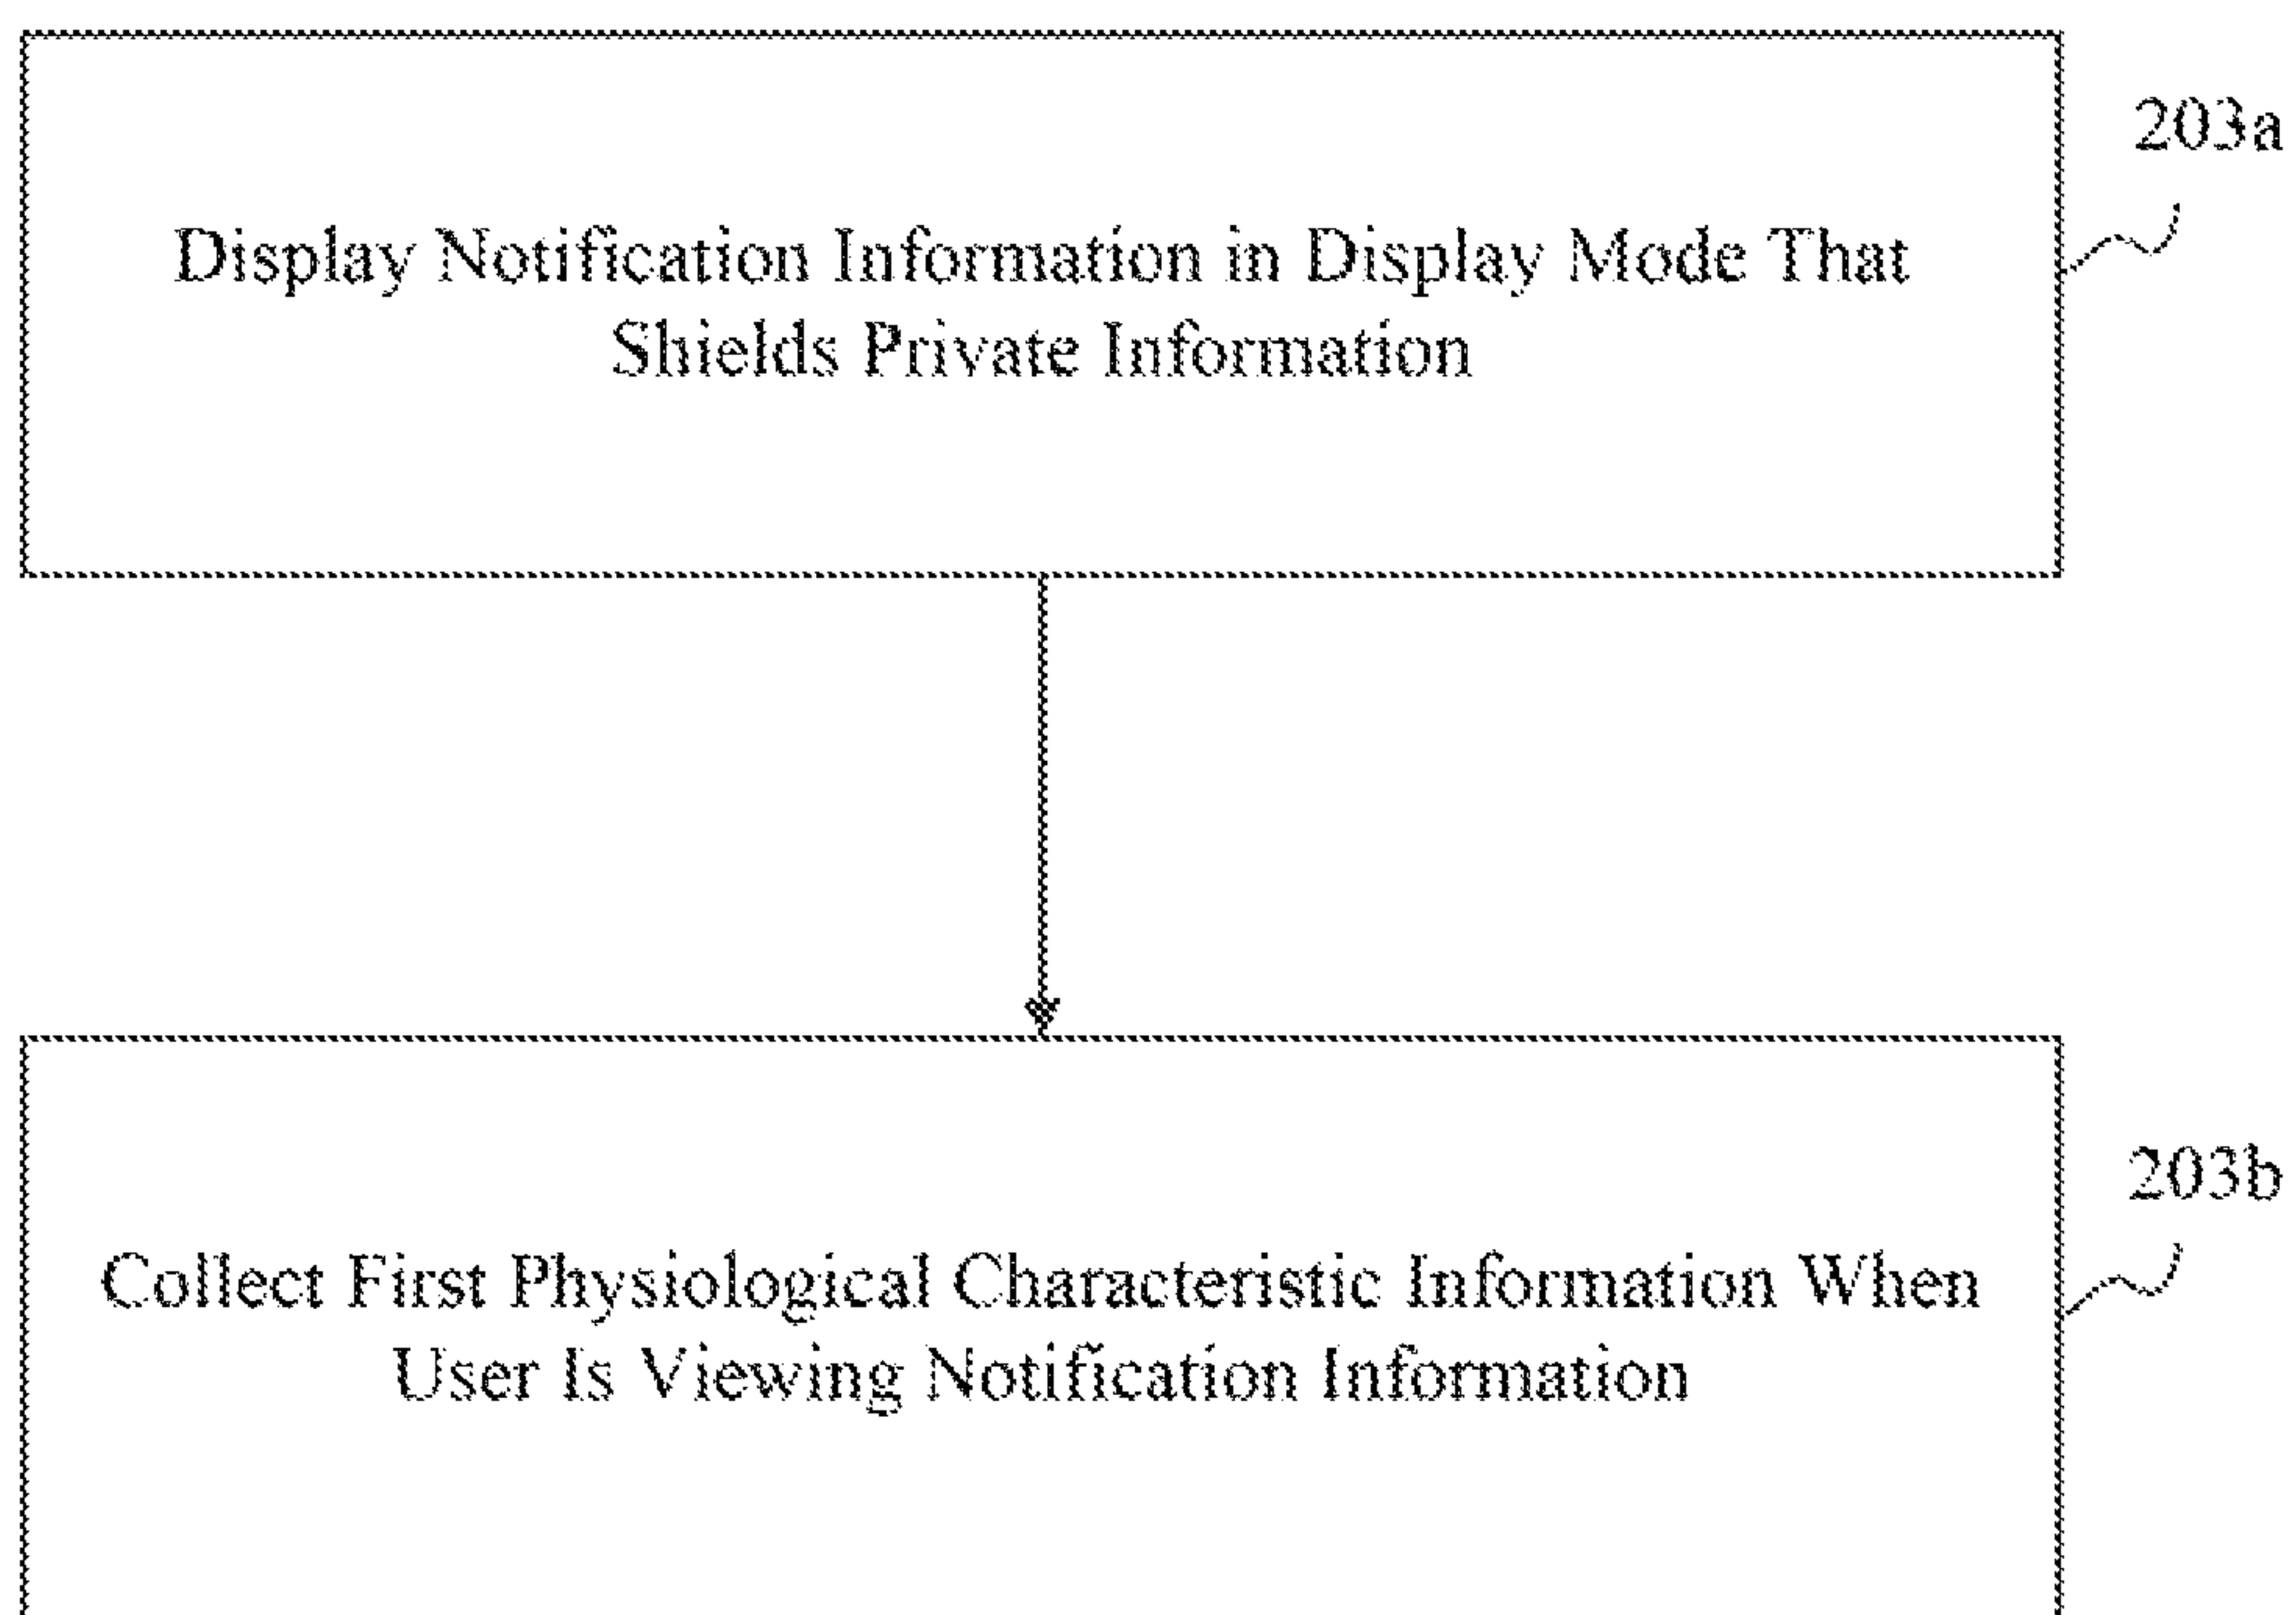 203a
Display Notification Information in Display Mode That
Shields Private Information
203b
Collect First Physiological Characteristic Information When
User Is Viewing Notification Information